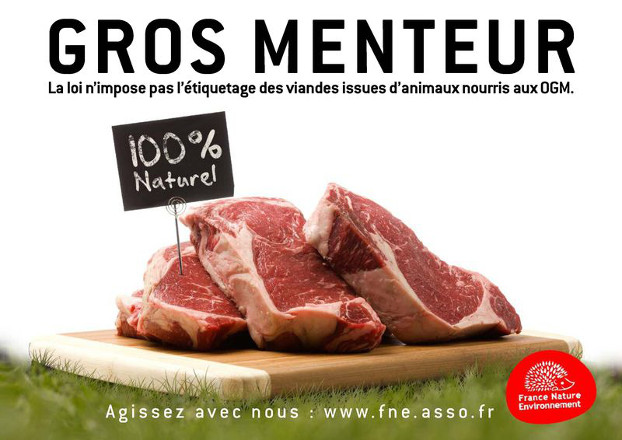 GROS MENTEUR
La loi n'impose pas l'étiquetage des viandes issues d'animaux nourris aux OGM.
100%
Naturel
France Nature
Environnement
Agissez avec nous : www.fne.asso.fr